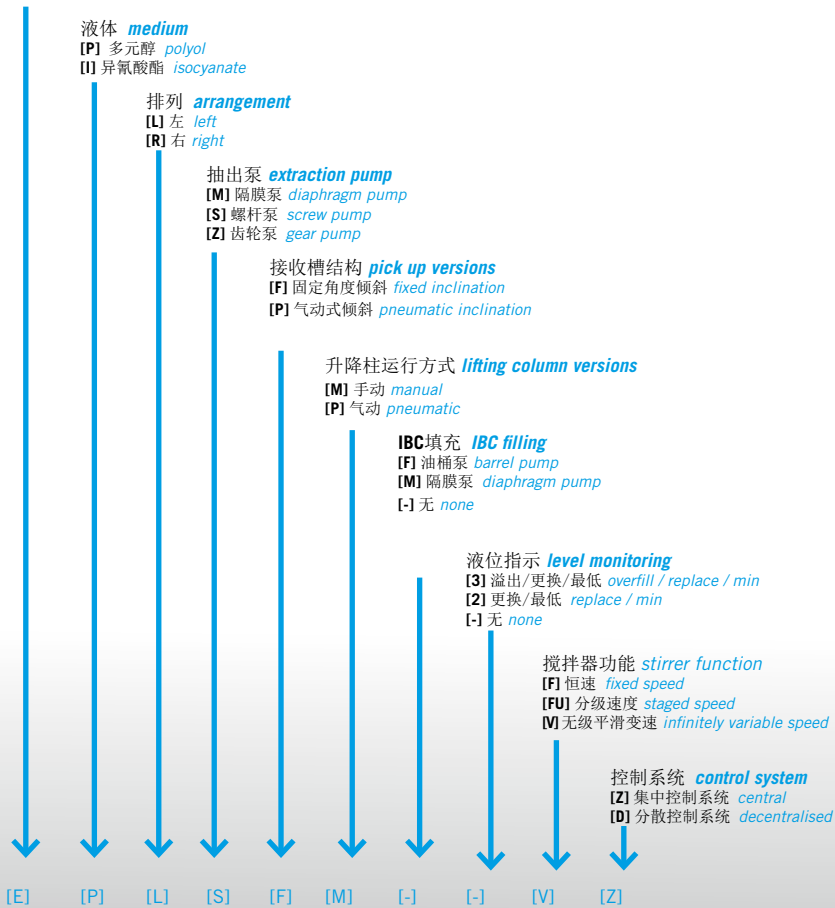 液体 medium
[P] 多元醇 polyol
[I] 异氰酸酯 isocyanate
排列 arrangement
[L] 左 left
[R] 右 right
抽出泵 extraction pump
[M] 隔膜泵 diaphragm pump
[S] 螺杆泵 screw pump
[Z] 齿轮泵 gear pump
接收槽结构 pick up versions
[F] 固定角度倾斜 fixed inclination
[P] 气动式倾斜 pneumatic inclination
升降柱运行方式 lifting column versions
[M] 手动 manual
[P] 气动 pneumatic
IBC填充 IBC filling
[F] 油桶泵 barrel pump
[M] 隔膜泵 diaphragm pump
[-] 无 none
液位指示 level monitoring
[3] 溢出/更换/最低 overfill / replace / min
[2] 更换/最低 replace / min
[-] 无 none
搅拌器功能 stirrer function
[F] 恒速 fixed speed
[FU] 分级速度 staged speed
[V] 无级平滑变速 infinitely variable speed
控制系统 control system
[Z] 集中控制系统 central
[D] 分散控制系统 decentralised
[E] [P] [L] [S] [F] [M] [-] [-] [V] [Z]